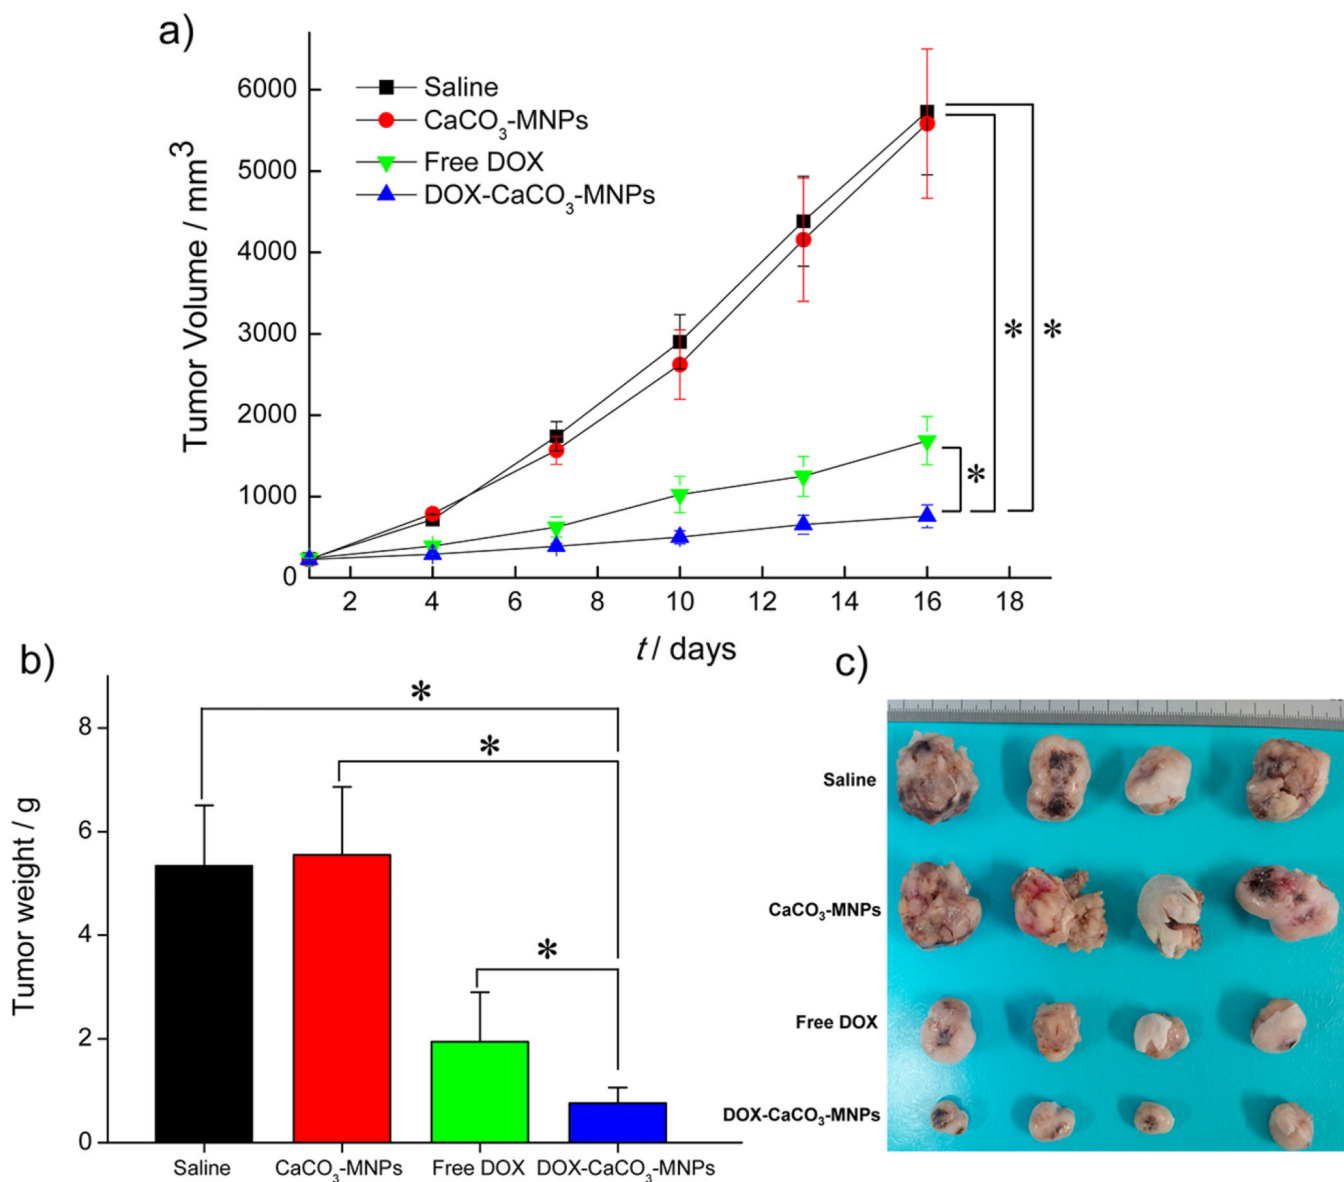 a)
Tumor Volume / mm³
6000
5000
4000
3000
2000
1000
0
Saline
CaCO₃-MNPs
Free DOX
DOX-CaCO₃-MNPs
* *
*
2 4 6 8 10 12 14 16 18
t / days
b)
Tumor weight / g
8
6
4
2
0
*
*
*
Saline CaCO₃-MNPs Free DOX DOX-CaCO₃-MNPs
c)
Saline
CaCO₃-MNPs
Free DOX
DOX-CaCO₃-MNPs